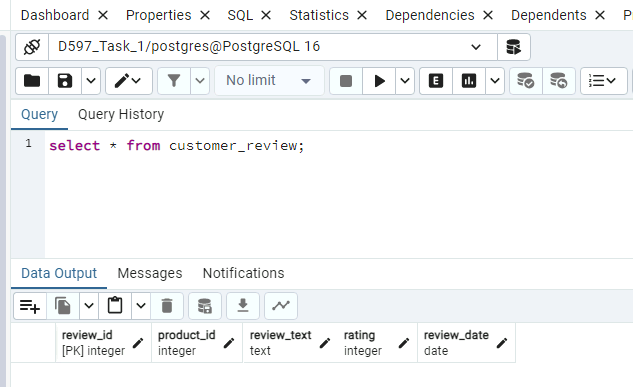 Dashboard X Properties X SQL X Statistics X Dependencies X Dependents X P
D597_Task_1/postgres@PostgreSQL 16
No limit
E
Query Query History
1 select * from customer_review;
Data Output Messages Notifications
review_id product_id review_text rating review_date
[PK] integer integer text integer date